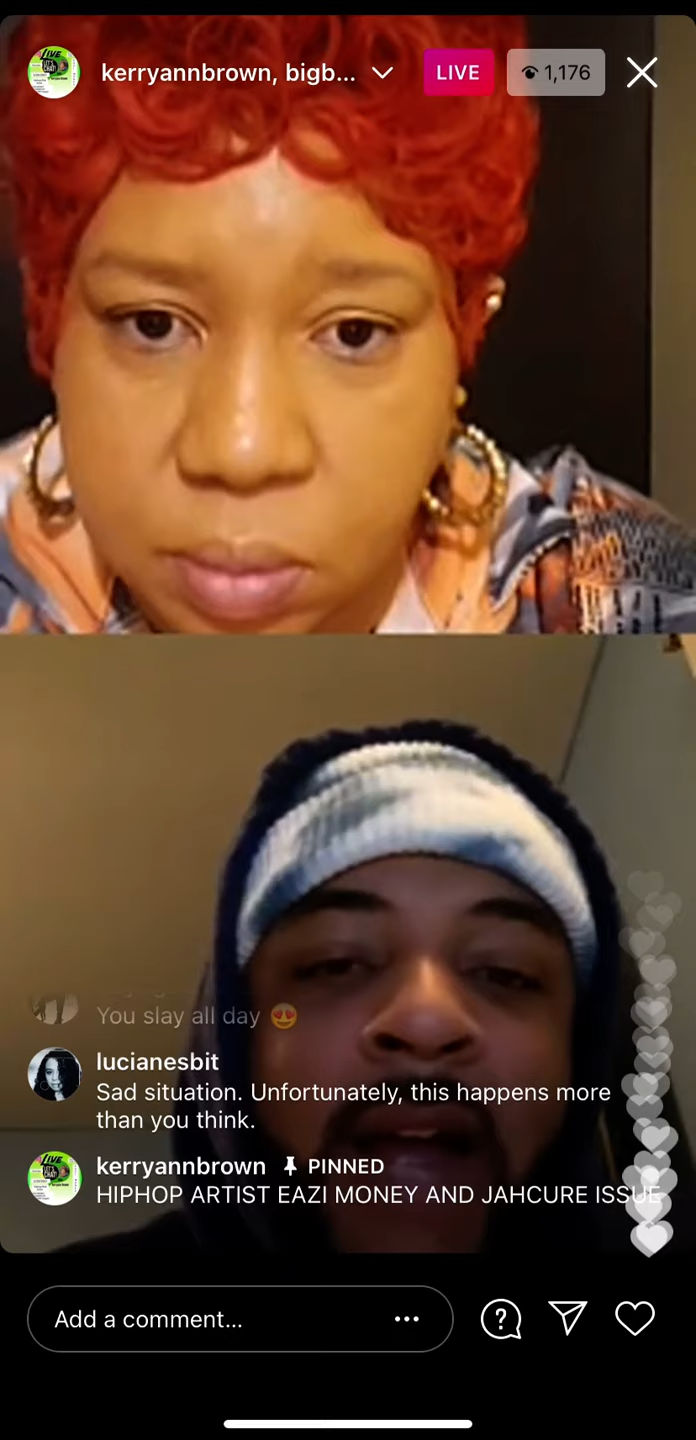 kerryannbrown, bigb...
LIVE
1,176
You slay all day 😍
lucianesbit
Sad situation. Unfortunately, this happens more
than you think.
kerryannbrown PINNED
HIPHOP ARTIST EAZI MONEY AND JAHCURE ISSUE
Add a comment...